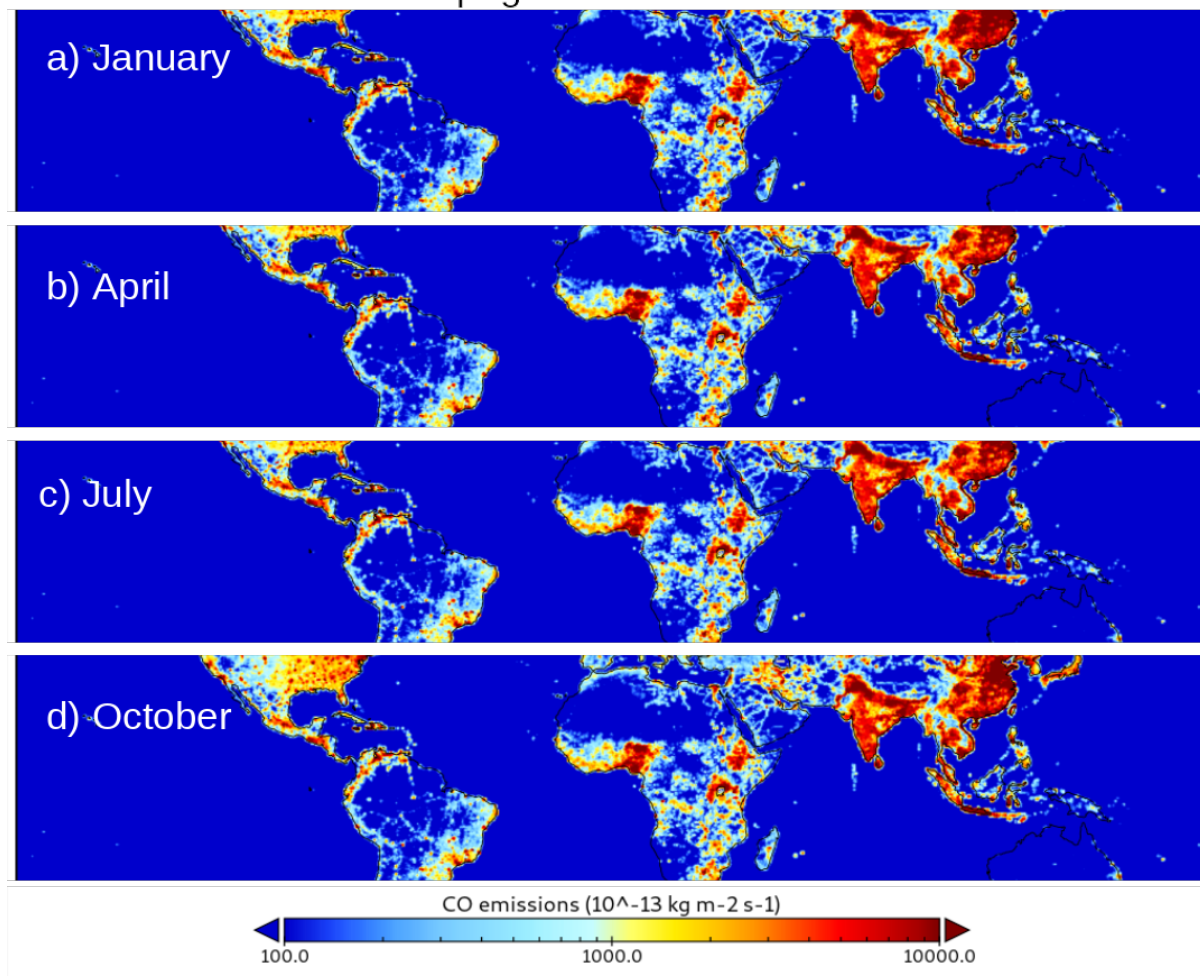 a) January
b) April
c) July
d) October
CO emissions (10^-13 kg m-2 s-1)
100.0 1000.0 10000.0